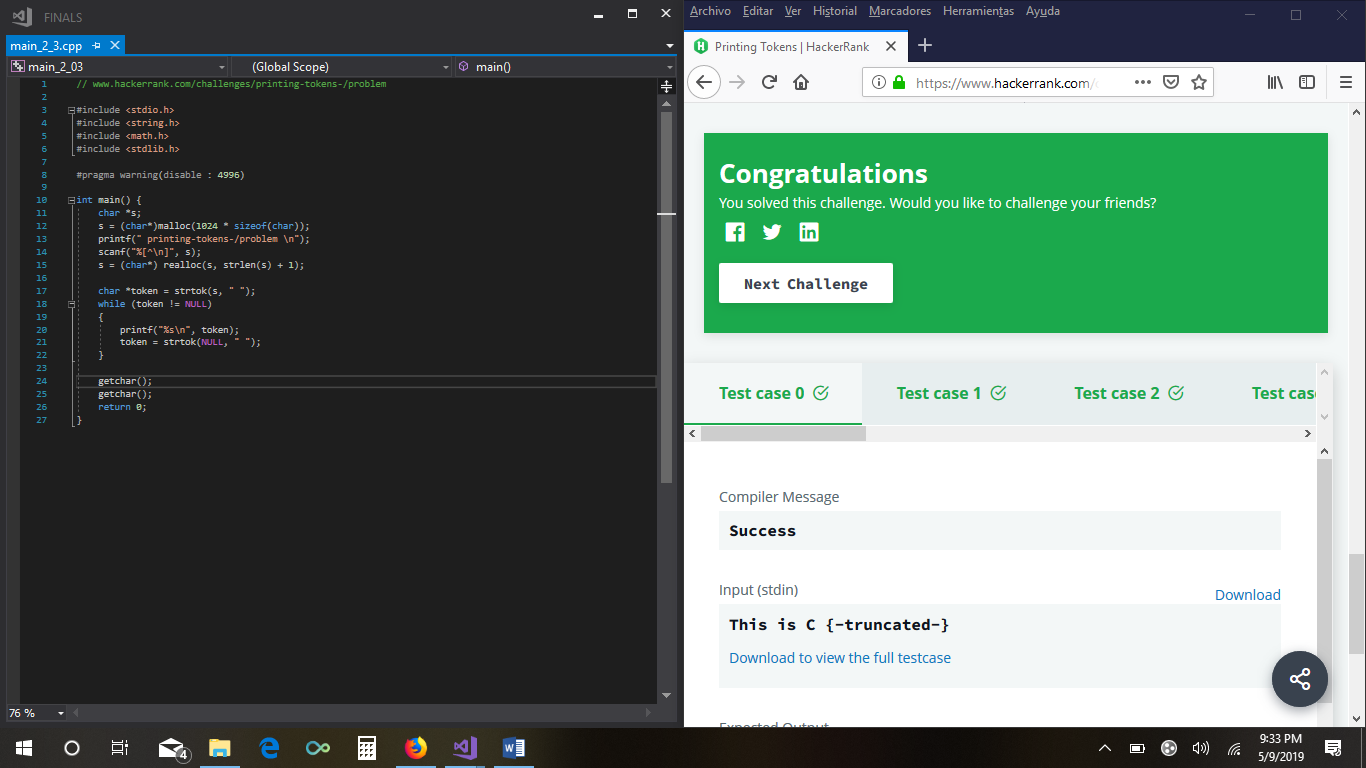 FINALS
main_2_3.cpp
main_2_03
(Global Scope)
main()
1 // www.hackerrank.com/challenges/printing-tokens-/problem
2
3 #include <stdio.h>
4 #include <string.h>
5 #include <math.h>
6 #include <stdlib.h>
7
8 #pragma warning(disable : 4996)
9
10 int main() {
11 char *s;
12 s = (char*)malloc(1024 * sizeof(char));
13 printf(" printing-tokens-/problem \n");
14 scanf("%[^\n]", s);
15 s = (char*) realloc(s, strlen(s) + 1);
16
17 char *token = strtok(s, " ");
18 while (token != NULL)
19 {
20 printf("%s\n", token);
21 token = strtok(NULL, " ");
22 }
23
24 getchar();
25 getchar();
26 return 0;
27 }
76 %
Archivo Editar Ver Historial Marcadores Herramientas Ayuda
Printing Tokens | HackerRank
https://www.hackerrank.com/
Congratulations
You solved this challenge. Would you like to challenge your friends?
Next Challenge
Test case 0 Test case 1 Test case 2 Test cas
Compiler Message
Success
Input (stdin)
Download
This is C {-truncated-}
Download to view the full testcase
Expected Output
4
9:33 PM
5/9/2019